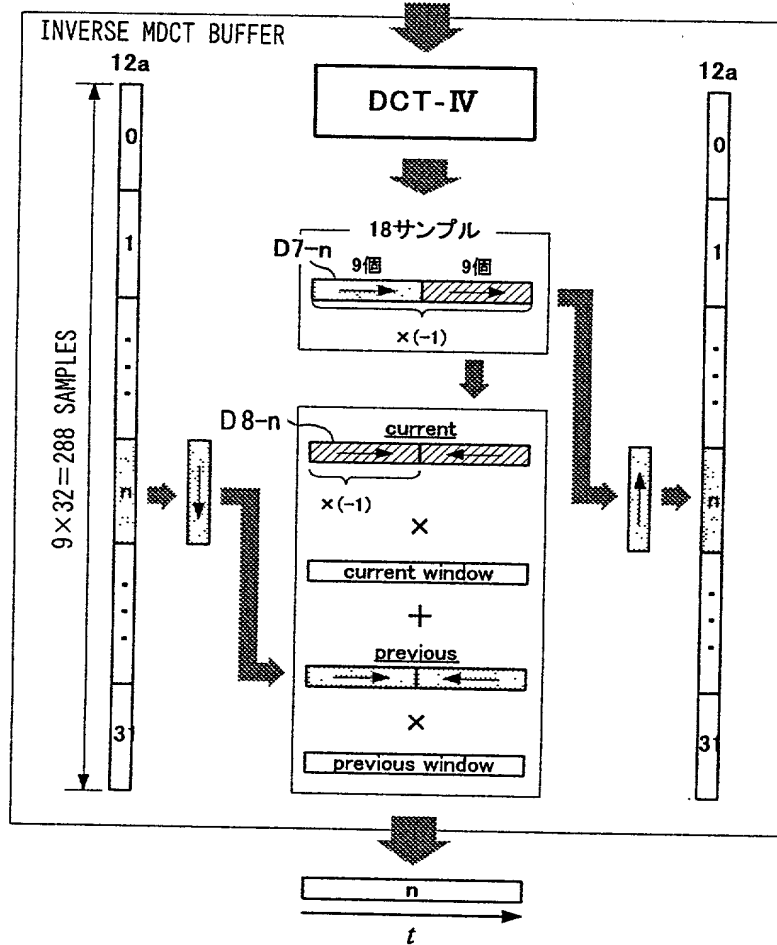 INVERSE MDCT BUFFER
12a
12a
DCT-Ⅳ
0
0
18サンプル
D7-n
1
9個
9個
1
×(-1)
D8-n
current
9×32=288 SAMPLES
n
×(-1)
n
×
current window
+
previous
31
×
31
previous window
n
t